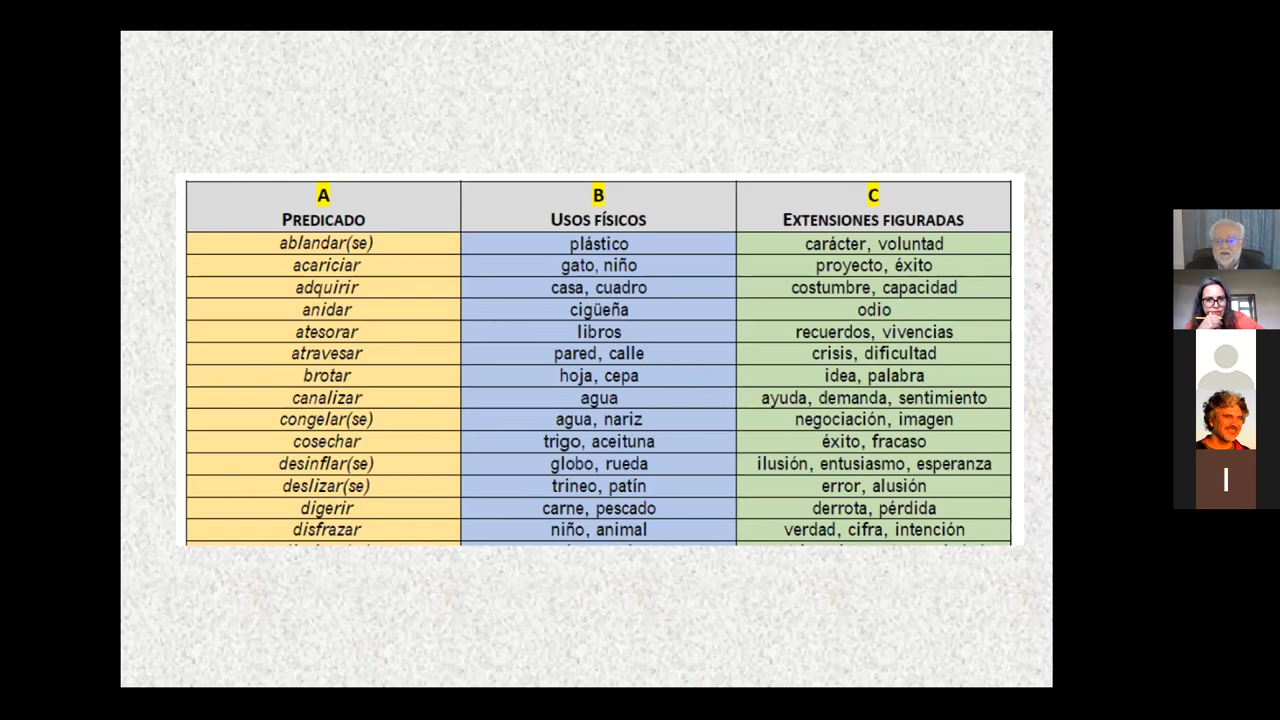 A B C
PREDICADO USOS FÍSICOS EXTENSIONES FIGURADAS
ablandar(se) plástico carácter, voluntad
acariciar gato, niño proyecto, éxito
adquirir casa, cuadro costumbre, capacidad
anidar cigüeña odio
atesorar libros recuerdos, vivencias
atravesar pared, calle crisis, dificultad
brotar hoja, cepa idea, palabra
canalizar agua ayuda, demanda, sentimiento
congelar(se) agua, nariz negociación, imagen
cosechar trigo, aceituna éxito, fracaso
desinflar(se) globo, rueda ilusión, entusiasmo, esperanza
deslizar(se) trineo, patín error, alusión
digerir carne, pescado derrota, pérdida
disfrazar niño, animal verdad, cifra, intención
I